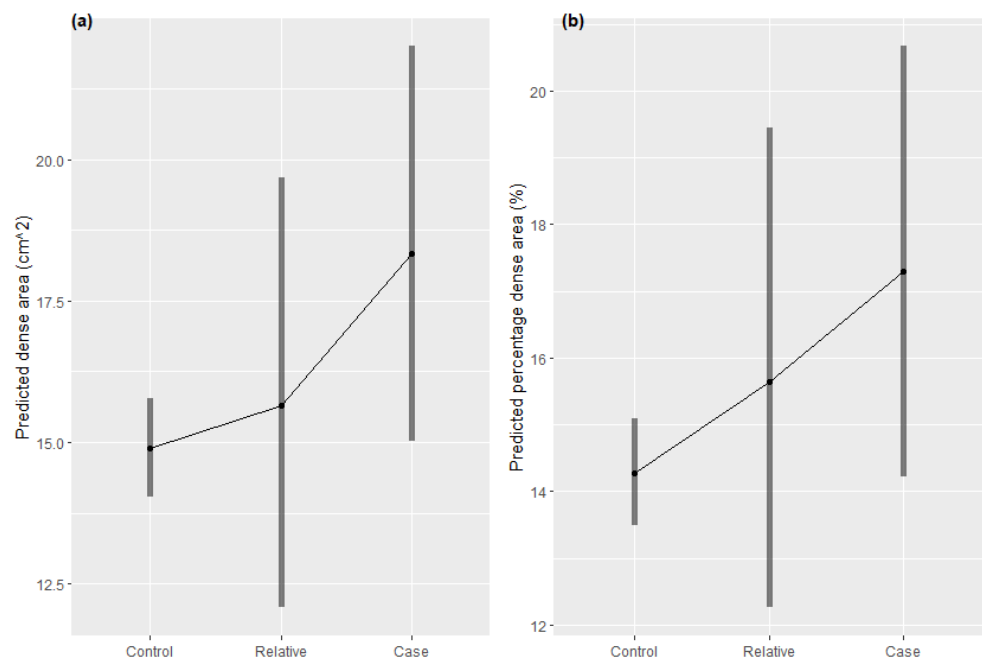 (a)
Predicted dense area (cm^2)
20.0
17.5
15.0
12.5
Control Relative Case
(b)
Predicted percentage dense area (%)
20
18
16
14
12
Control Relative Case